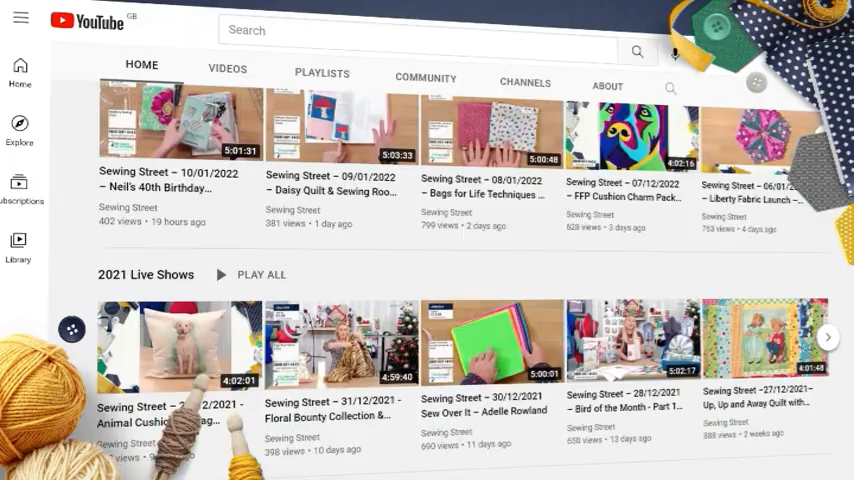 YouTube GB
Search
HOME
VIDEOS
PLAYLISTS
COMMUNITY
CHANNELS
ABOUT
Home
Explore
Library
5:01:31
5:03:33
5:00:48
4:02:16
Sewing Street – 10/01/2022
– Neil's 40th Birthday...
Sewing Street
402 views • 19 hours ago
Sewing Street – 09/01/2022
– Daisy Quilt & Sewing Roo...
Sewing Street
381 views • 1 day ago
Sewing Street – 08/01/2022
– Bags for Life Techniques ...
Sewing Street
799 views • 2 days ago
Sewing Street – 07/12/2022
– FFP Cushion Charm Pack...
Sewing Street
628 views • 3 days ago
Sewing Street – 06/01/
– Liberty Fabric Launch –...
Sewing Street
763 views • 4 days ago
2021 Live Shows
PLAY ALL
4:02:01
4:59:40
5:00:01
5:02:17
4:01:48
Sewing Street – 2 /12/2021 -
Animal Cushi
Sewing Street
views
Sewing Street – 31/12/2021 -
Floral Bounty Collection &...
Sewing Street
398 views • 10 days ago
Sewing Street – 30/12/2021
Sew Over It – Adelle Rowland
Sewing Street
690 views • 11 days ago
Sewing Street – 28/12/2021
– Bird of the Month - Part 1...
Sewing Street
650 views • 13 days ago
Sewing Street –27/12/2021–
Up, Up and Away Quilt with...
Sewing Street
888 views • 2 weeks ago